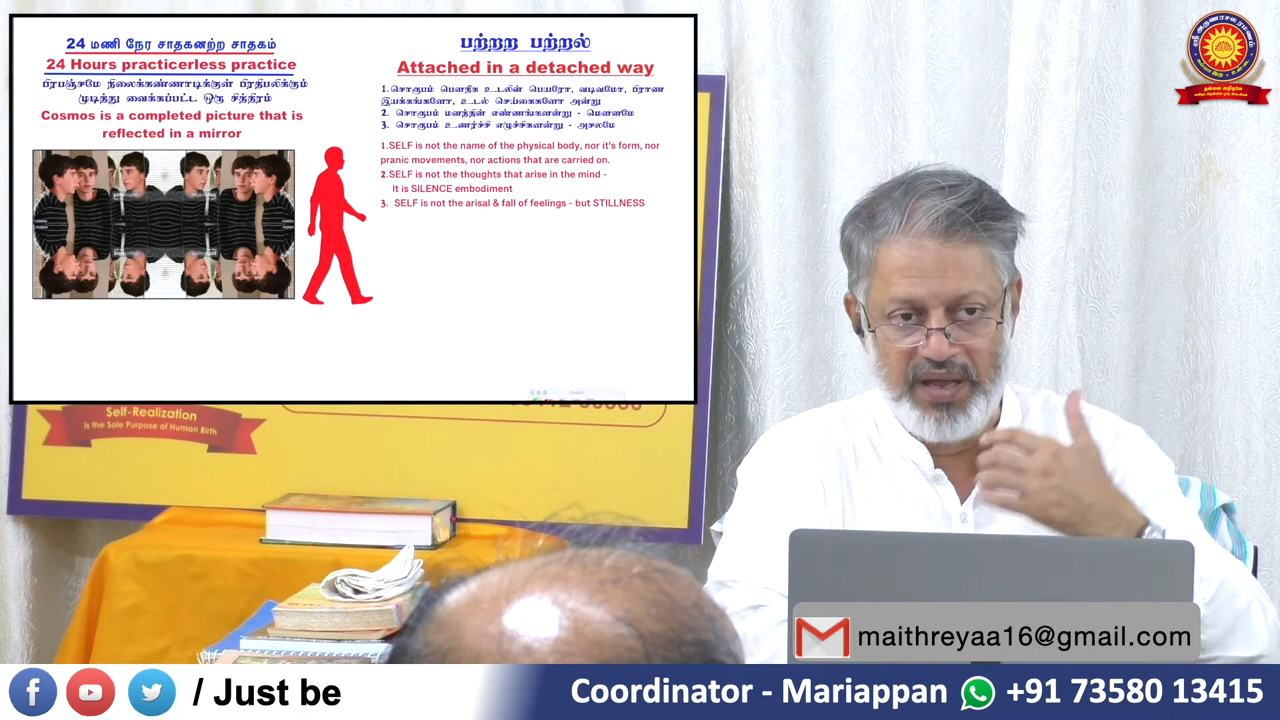 24 மணி நேர சாதகனற்ற சாதகம்
24 Hours practicerless practice
பிரபஞ்சமே நிலைக்கண்ணாடிக்குள் பிரதிபலிக்கும்
முடித்து வைக்கப்பட்ட ஒரு சித்திரம்
Cosmos is a completed picture that is
reflected in a mirror
பற்றற பற்றல்
Attached in a detached way
1.சொரூபம் பௌதீக உடலின் பெயரோ, வடிவமோ, பிராண
இயக்கங்களோ, உடல் செய்கைகளோ அன்று
2. சொரூபம் மனத்தின் எண்ணங்களன்று - மௌனமே
3. சொரூபம் உணர்ச்சி எழுச்சிகளன்று - அசலமே
1.SELF is not the name of the physical body, nor it's form, nor
pranic movements, nor actions that are carried on.
2.SELF is not the thoughts that arise in the mind -
It is SILENCE embodiment
3. SELF is not the arisal & fall of feelings - but STILLNESS
Self-Realization
is the Sole Purpose of Human Birth
ஸ்ரீ அருணாசல ரமணம்
maithreyaa16@gmail.com
/ Just be
Coordinator - Mariappan +91 73580 13415